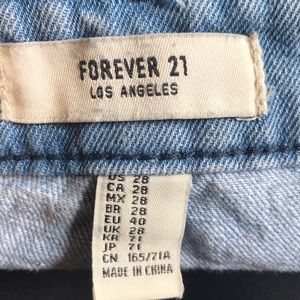 FOREVER 21
LOS ANGELES
US 28
CA 28
MX 28
BR 28
EU 40
UK 28
KR 71
JP 71
CN 165/71A
MADE IN CHINA